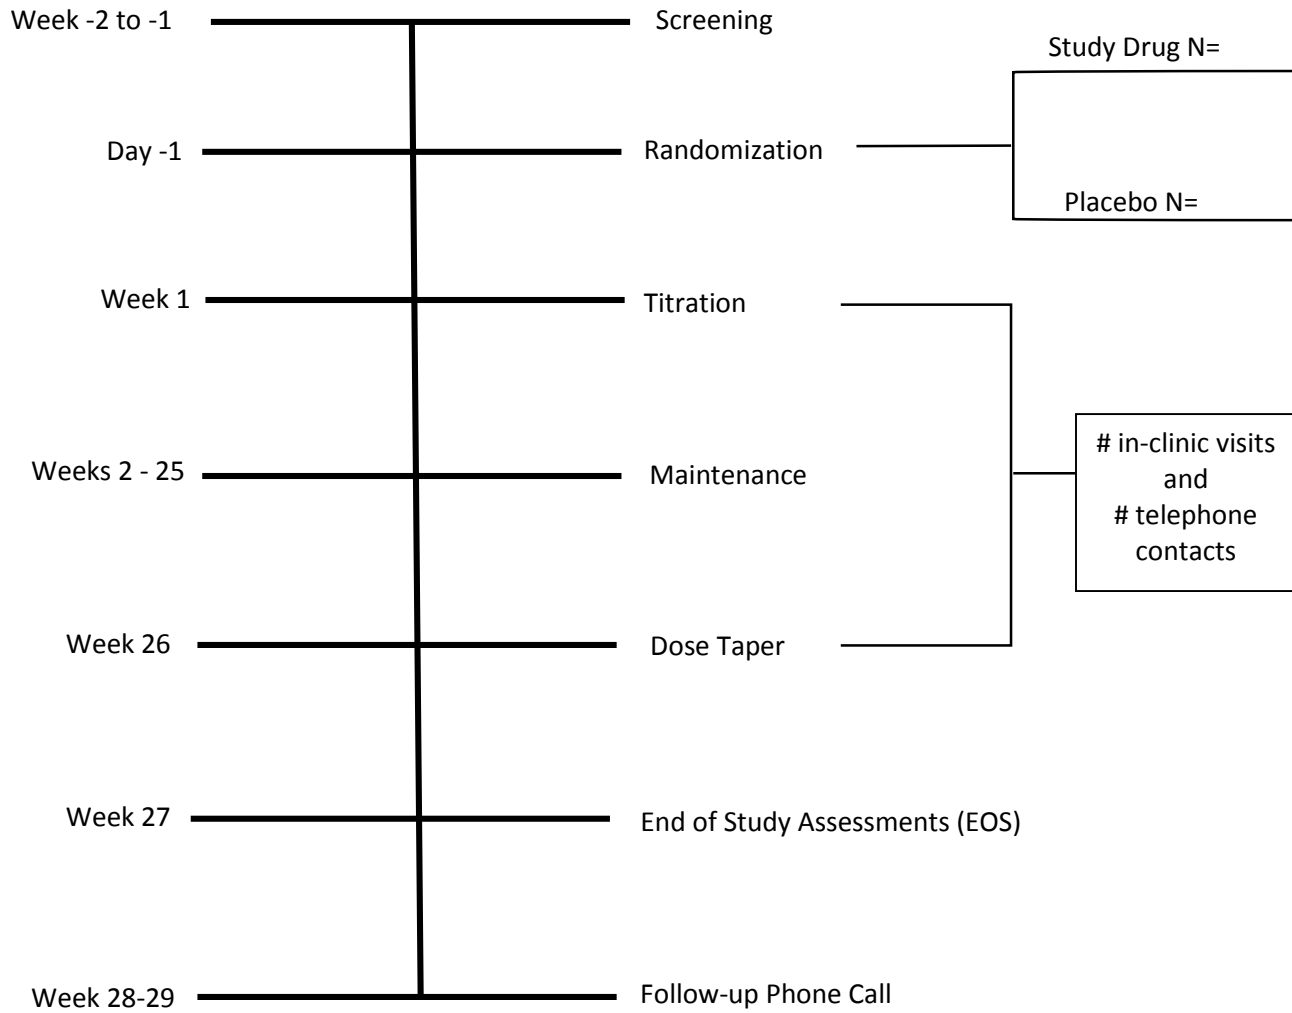 Week -2 to -1
Screening
Study Drug N=
Day -1
Randomization
Placebo N=
Week 1
Titration
Weeks 2 - 25
Maintenance
# in-clinic visits
and
# telephone
contacts
Week 26
Dose Taper
Week 27
End of Study Assessments (EOS)
Week 28-29
Follow-up Phone Call